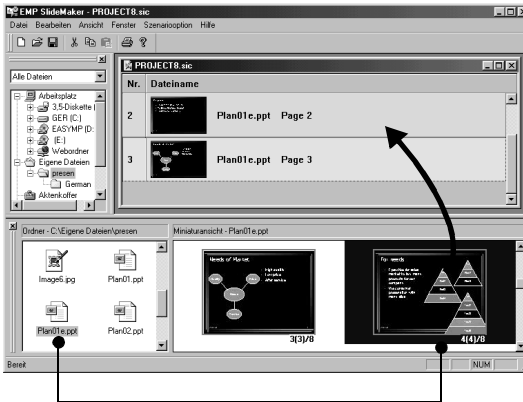 EMP SlideMaker - PROJECT8.sic
Datei Bearbeiten Ansicht Fenster Szenariooption Hilfe
Alle Dateien
Arbeitsplatz
3,5-Diskette (
GER (C:)
EASYMP (D:
(E:)
Webordner
Eigene Dateien
presen
German
Aktenkoffer
PROJECT8.sic
Nr. Dateiname
2 Plan01e.ppt Page 2
3 Plan01e.ppt Page 3
Ordner - C:\Eigene Dateien\presen
Image6.jpg Plan01.ppt
Plan01e.ppt Plan02.ppt
Miniaturansicht - Plan01e.ppt
Needs of Market
3(3)/8
For needs
4(4)/8
Bereit
NUM